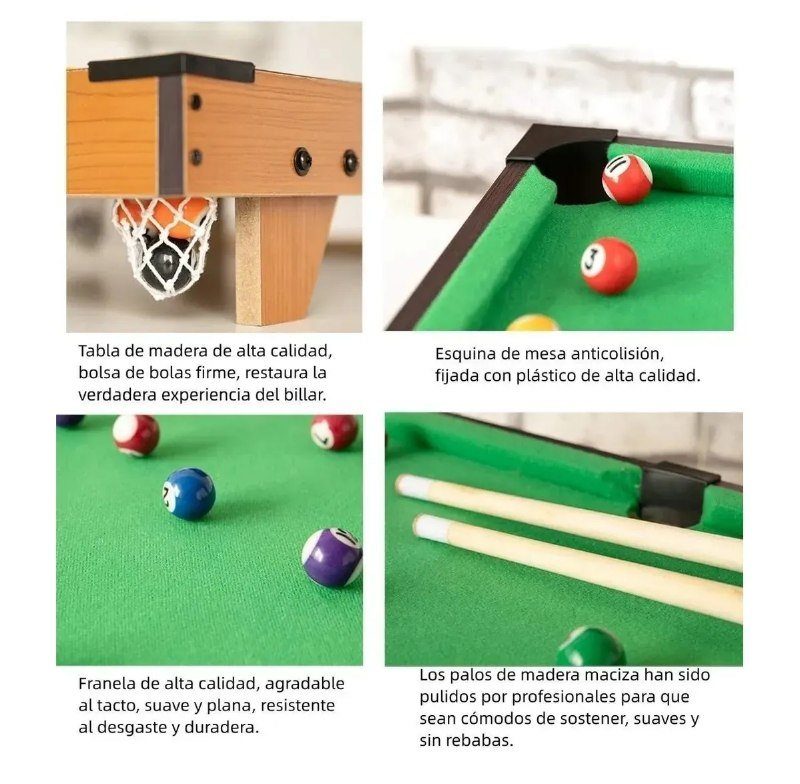 Tabla de madera de alta calidad,
bolsa de bolas firme, restaura la
verdadera experiencia del billar.
11
3
Esquina de mesa anticolisión,
fijada con plástico de alta calidad.
2
Franela de alta calidad, agradable
al tacto, suave y plana, resistente
al desgaste y duradera.
Los palos de madera maciza han sido
pulidos por profesionales para que
sean cómodos de sostener, suaves y
sin rebabas.